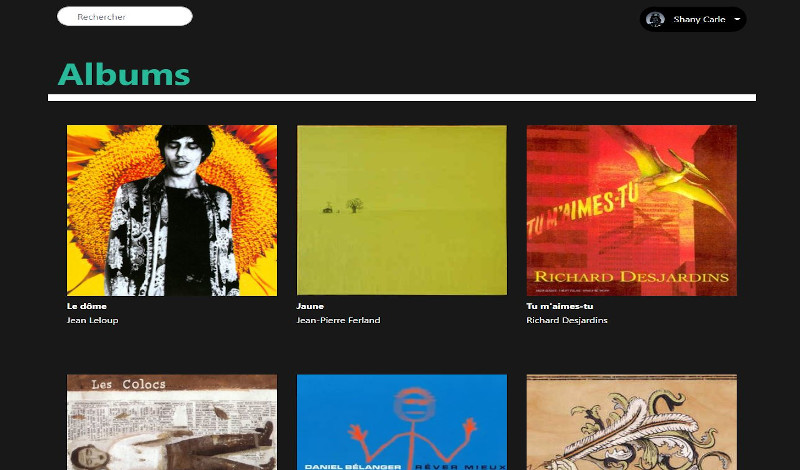 Rechercher
Shany Carle
Albums
TU M'AIMES-TU
RICHARD DESJARDINS
Le dôme
Jean Leloup
Jaune
Jean-Pierre Ferland
Tu m'aimes-tu
Richard Desjardins
Les Colocs
DANIEL BÉLANGER
RÊVER MIEUX